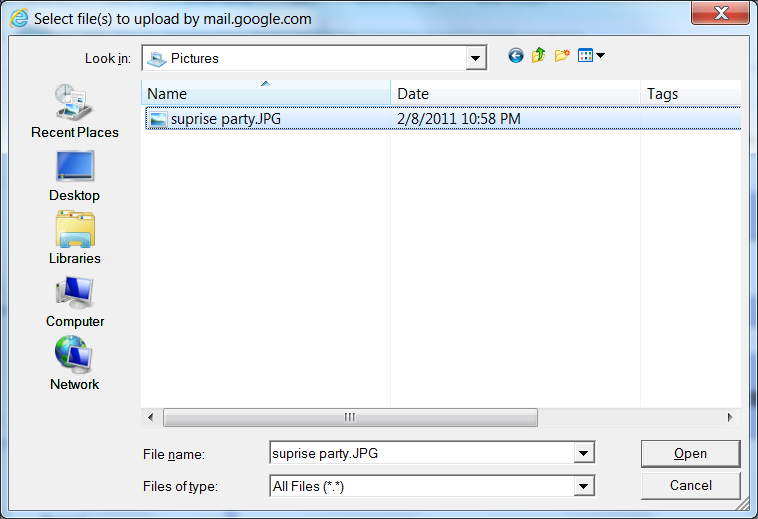 Select file(s) to upload by mail.google.com
Look in: Pictures
Name Date Tags
suprise party.JPG 2/8/2011 10:58 PM
Recent Places
Desktop
Libraries
Computer
Network
File name: suprise party.JPG Open
Files of type: All Files (*.*) Cancel